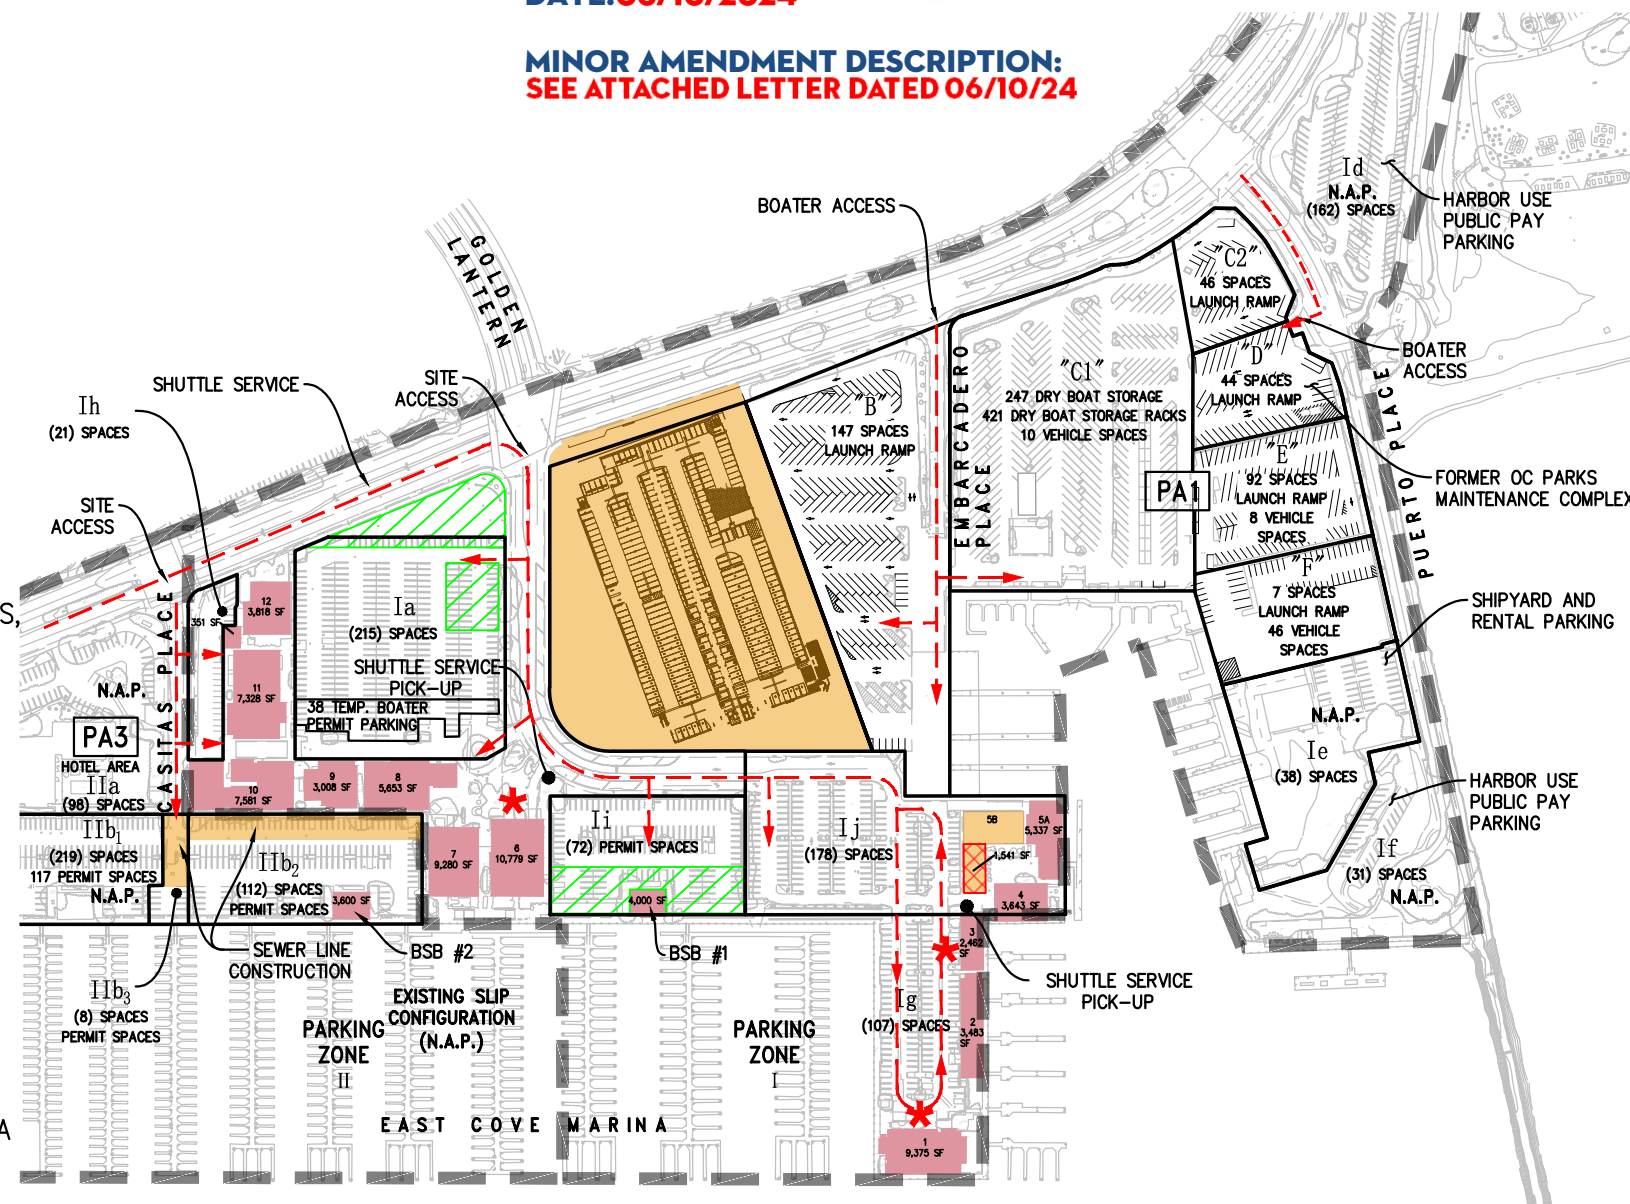 DATE:06/10/2024
MINOR AMENDMENT DESCRIPTION:
SEE ATTACHED LETTER DATED 06/10/24
Id
N.A.P.
(162) SPACES
HARBOR USE
PUBLIC PAY
PARKING
BOATER ACCESS
GOLDEN
LANTERN
"C2"
46 SPACES
LAUNCH RAMP
BOATER
ACCESS
"D"
44 SPACES
LAUNCH RAMP
SHUTTLE SERVICE
SITE
ACCESS
Ih
(21) SPACES
"C1"
247 DRY BOAT STORAGE
421 DRY BOAT STORAGE RACKS
10 VEHICLE SPACES
"B"
147 SPACES
LAUNCH RAMP
EMBARCADERO
PLACE
PA1
"E"
92 SPACES
LAUNCH RAMP
8 VEHICLE
SPACES
FORMER OC PARKS
MAINTENANCE COMPLEX
PUERTO PLACE
SITE
ACCESS
"F"
7 SPACES
LAUNCH RAMP
46 VEHICLE
SPACES
SHIPYARD AND
RENTAL PARKING
S,
12
3,818 SF
351 SF
Ia
(215) SPACES
SHUTTLE SERVICE
PICK-UP
38 TEMP. BOATER
PERMIT PARKING
11
7,328 SF
CASITAS PLACE
N.A.P.
PA3
HOTEL AREA
IIa
(98) SPACES
10
7,581 SF
9
3,008 SF
8
5,653 SF
N.A.P.
Ie
(38) SPACES
HARBOR USE
PUBLIC PAY
PARKING
IIb1
(219) SPACES
117 PERMIT SPACES
N.A.P.
IIb2
(112) SPACES
PERMIT SPACES
3,600 SF
7
9,280 SF
6
10,779 SF
Ii
(72) PERMIT SPACES
4,000 SF
Ij
(178) SPACES
5B
5A
5,337 SF
1,541 SF
4
3,643 SF
If
(31) SPACES
N.A.P.
SEWER LINE
CONSTRUCTION
BSB #2
BSB #1
3
2,462
SF
SHUTTLE SERVICE
PICK-UP
IIb3
(8) SPACES
PERMIT SPACES
EXISTING SLIP
CONFIGURATION
(N.A.P.)
PARKING
ZONE
II
PARKING
ZONE
I
Ig
(107) SPACES
2
3,483
SF
EAST COVE MARINA
A
1
9,375 SF